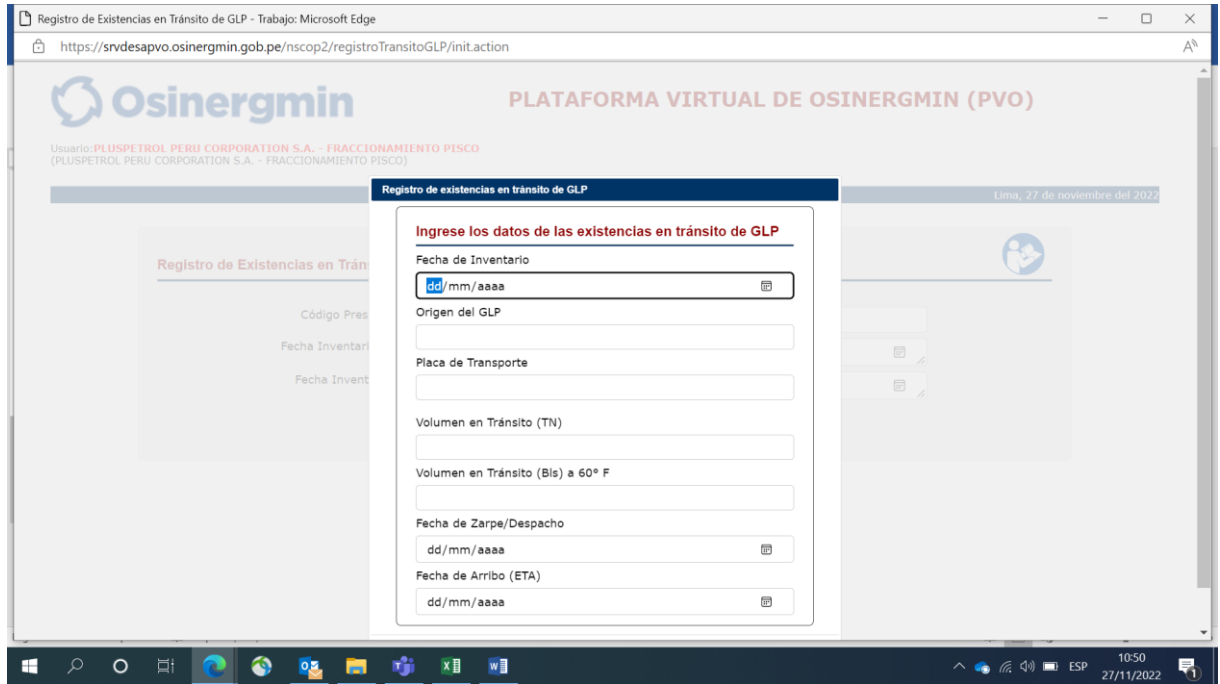 Registro de Existencias en Tránsito de GLP - Trabajo: Microsoft Edge
https://srvdesapvo.osinergmin.gob.pe/nscop2/registroTransitoGLP/init.action
Osinergmin
PLATAFORMA VIRTUAL DE OSINERGMIN (PVO)
Usuario:PLUSPETROL PERU CORPORATION S.A. - FRACCIONAMIENTO PISCO
(PLUSPETROL PERU CORPORATION S.A. - FRACCIONAMIENTO PISCO)
Lima, 27 de noviembre del 2022
Registro de Existencias en Trán
Código Pres
Fecha Inventari
Fecha Invent
Registro de existencias en tránsito de GLP
Ingrese los datos de las existencias en tránsito de GLP
Fecha de Inventario
dd/mm/aaaa
Origen del GLP
Placa de Transporte
Volumen en Tránsito (TN)
Volumen en Tránsito (Bls) a 60° F
Fecha de Zarpe/Despacho
dd/mm/aaaa
Fecha de Arribo (ETA)
dd/mm/aaaa
ESP
10:50
27/11/2022
1